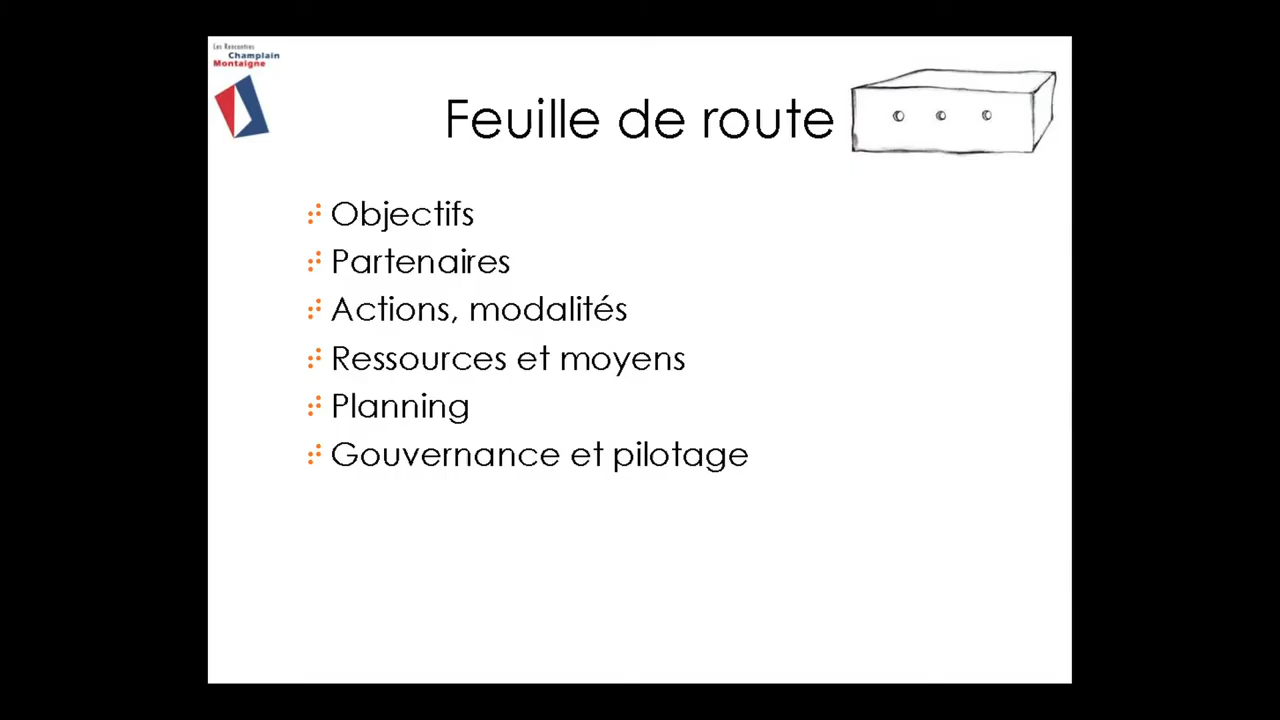 Les Rencontres
Champlain
Montaigne
Feuille de route
Objectifs
Partenaires
Actions, modalités
Ressources et moyens
Planning
Gouvernance et pilotage